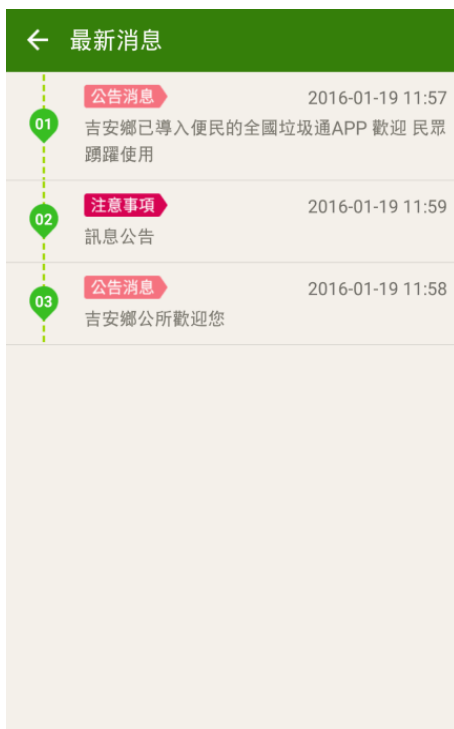 最新消息
公告消息 2016-01-19 11:57
01
吉安鄉已導入便民的全國垃圾通APP 歡迎 民眾
踴躍使用
注意事項 2016-01-19 11:59
02
訊息公告
公告消息 2016-01-19 11:58
03
吉安鄉公所歡迎您